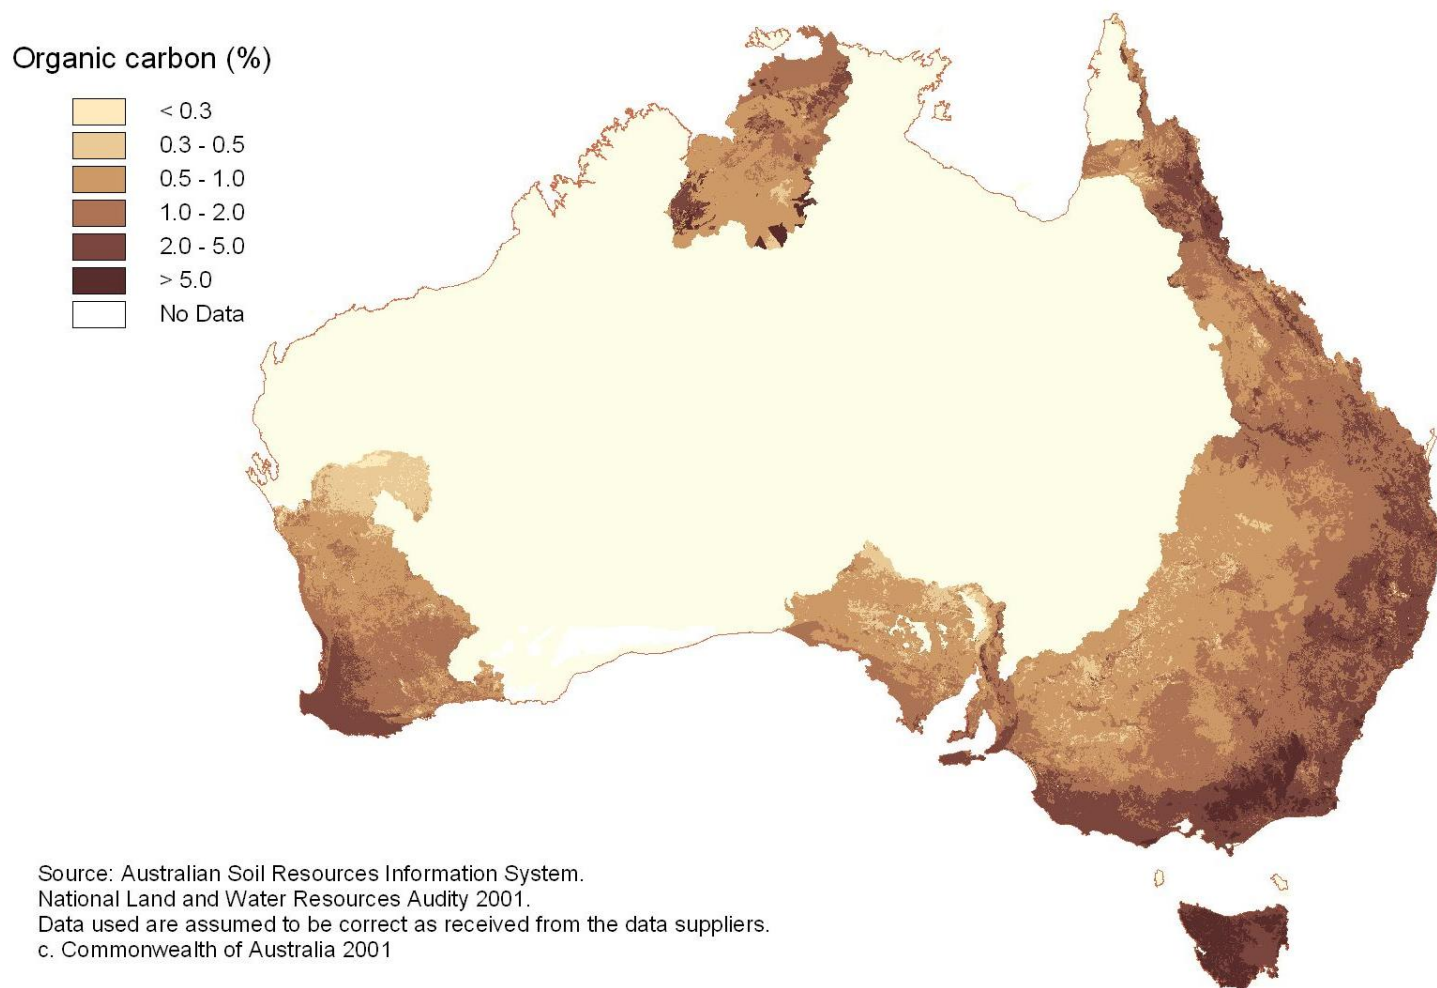 Organic carbon (%)
< 0.3
0.3 - 0.5
0.5 - 1.0
1.0 - 2.0
2.0 - 5.0
> 5.0
No Data
Source: Australian Soil Resources Information System.
National Land and Water Resources Audity 2001.
Data used are assumed to be correct as received from the data suppliers.
c. Commonwealth of Australia 2001